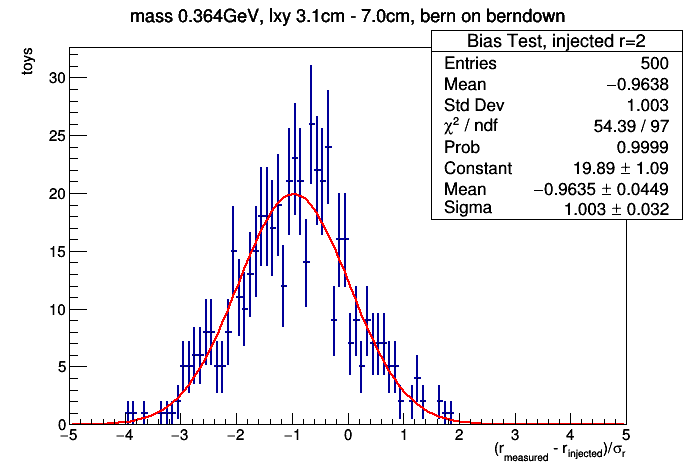 mass 0.364GeV, lxy 3.1cm - 7.0cm, bern on berndown
Bias Test, injected r=2
Entries 500
Mean −0.9638
Std Dev 1.003
χ² / ndf 54.39 / 97
Prob 0.9999
Constant 19.89 ± 1.09
Mean −0.9635 ± 0.0449
Sigma 1.003 ± 0.032
toys
30
25
20
15
10
5
0
−5 −4 −3 −2 −1 0 1 2 3 4 5
(r_measured - r_injected)/σ_r